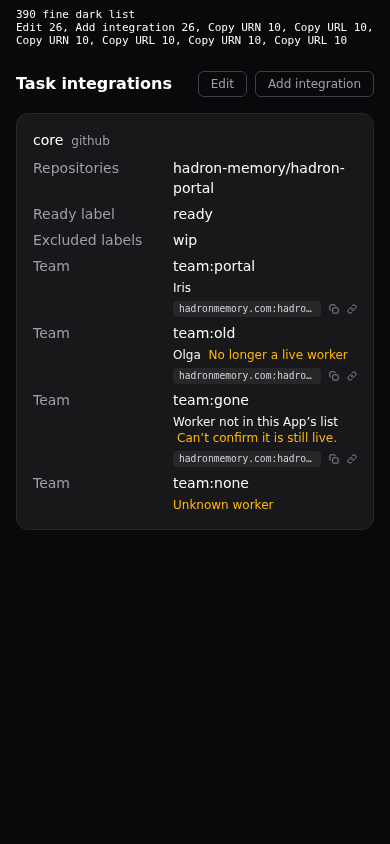 390 fine dark list
Edit 26, Add integration 26, Copy URN 10, Copy URL 10,
Copy URN 10, Copy URL 10, Copy URN 10, Copy URL 10
Task integrations Edit Add integration
core github
Repositories hadron-memory/hadron-
portal
Ready label ready
Excluded labels wip
Team team:portal
Iris
hadronmemory.com:hadro…
Team team:old
Olga No longer a live worker
hadronmemory.com:hadro…
Team team:gone
Worker not in this App’s list
Can’t confirm it is still live.
hadronmemory.com:hadro…
Team team:none
Unknown worker